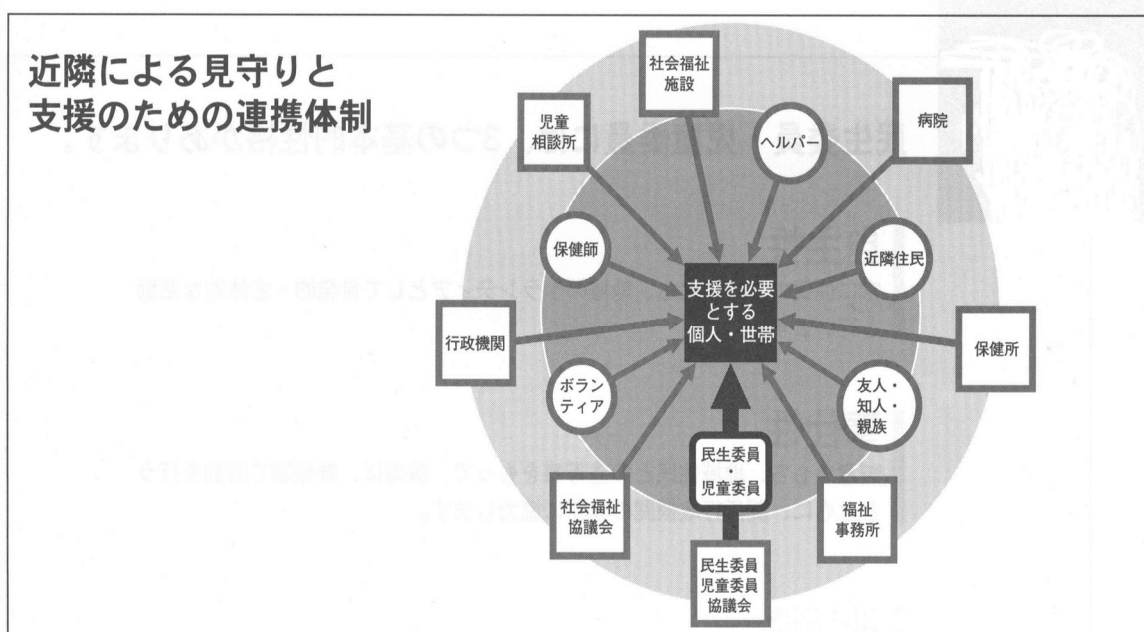 近隣による見守りと
支援のための連携体制
社会福祉
施設
児童
相談所
ヘルパー
病院
保健師
近隣住民
支援を必要
とする
個人・世帯
行政機関
保健所
ボラン
ティア
友人・
知人・
親族
民生委員
・
児童委員
社会福祉
協議会
福祉
事務所
民生委員
児童委員
協議会